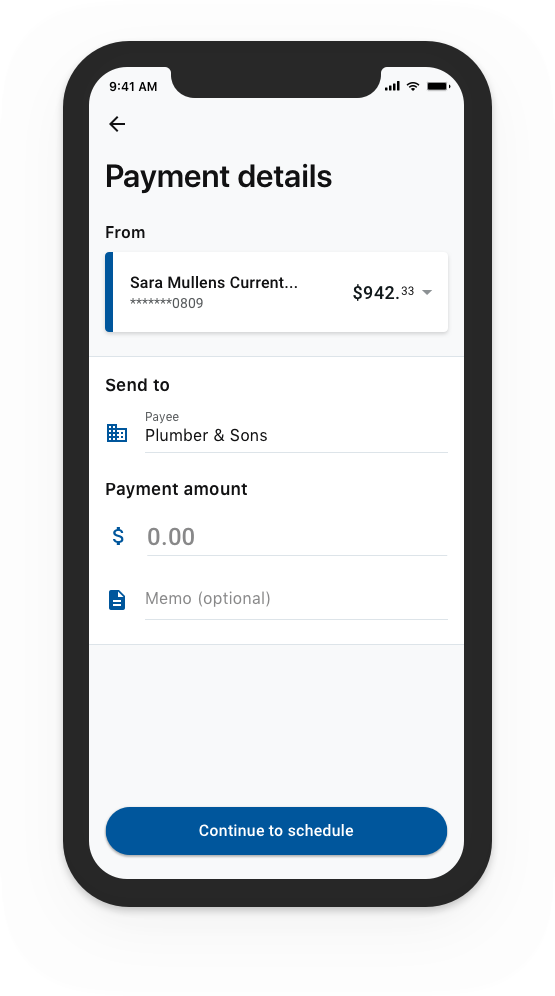 9:41 AM
Payment details
From
Sara Mullens Current...
$942.33
*******0809
Send to
Payee
Plumber & Sons
Payment amount
$ 0.00
Memo (optional)
Continue to schedule